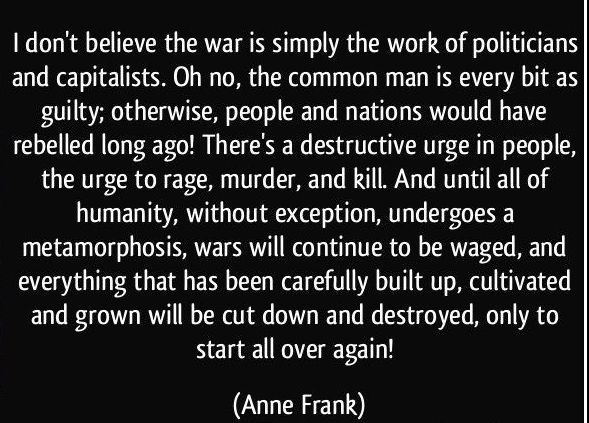 I don't believe the war is simply the work of politicians
and capitalists. Oh no, the common man is every bit as
guilty; otherwise, people and nations would have
rebelled long ago! There's a destructive urge in people,
the urge to rage, murder, and kill. And until all of
humanity, without exception, undergoes a
metamorphosis, wars will continue to be waged, and
everything that has been carefully built up, cultivated
and grown will be cut down and destroyed, only to
start all over again!
(Anne Frank)